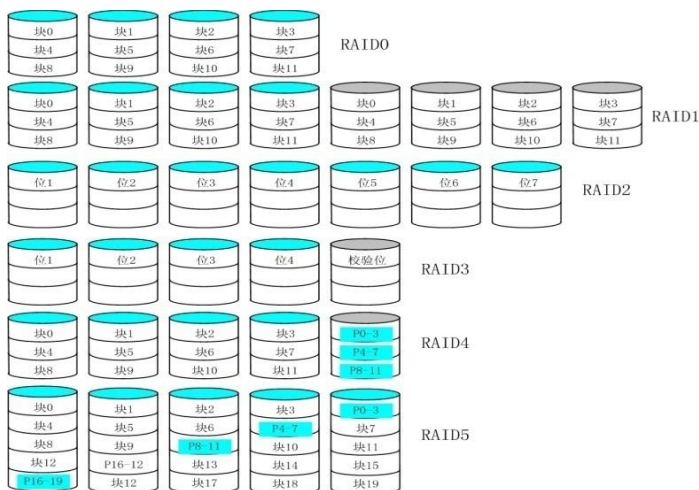 块0 块1 块2 块3
块4 块5 块6 块7 RAID0
块8 块9 块10 块11
块0 块1 块2 块3 块0 块1 块2 块3
块4 块5 块6 块7 块4 块5 块6 块7 RAID1
块8 块9 块10 块11 块8 块9 块10 块11
位1 位2 位3 位4 位5 位6 位7 RAID2
位1 位2 位3 位4 校验位 RAID3
块0 块1 块2 块3 P0-3
块4 块5 块6 块7 P4-7 RAID4
块8 块9 块10 块11 P8-11
块0 块1 块2 块3 P0-3
块4 块5 块6 P4-7 块7
块8 块9 P8-11 块10 块11 RAID5
块12 P16-12 块13 块14 块15
P16-19 块12 块17 块18 块19